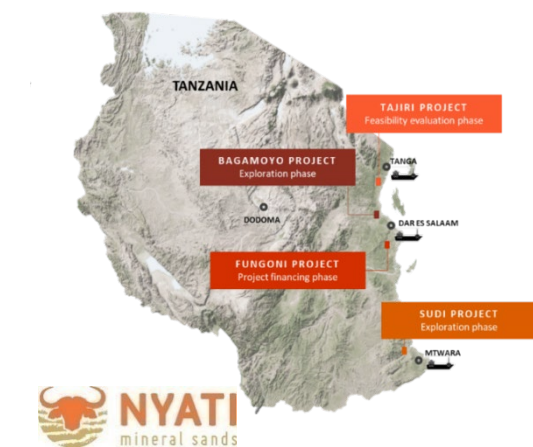 TANZANIA
TAJIRI PROJECT
Feasibility evaluation phase
TANGA
BAGAMOYO PROJECT
Exploration phase
DODOMA
DAR ES SALAAM
FUNGONI PROJECT
Project financing phase
SUDI PROJECT
Exploration phase
MTWARA
NYATI
mineral sands